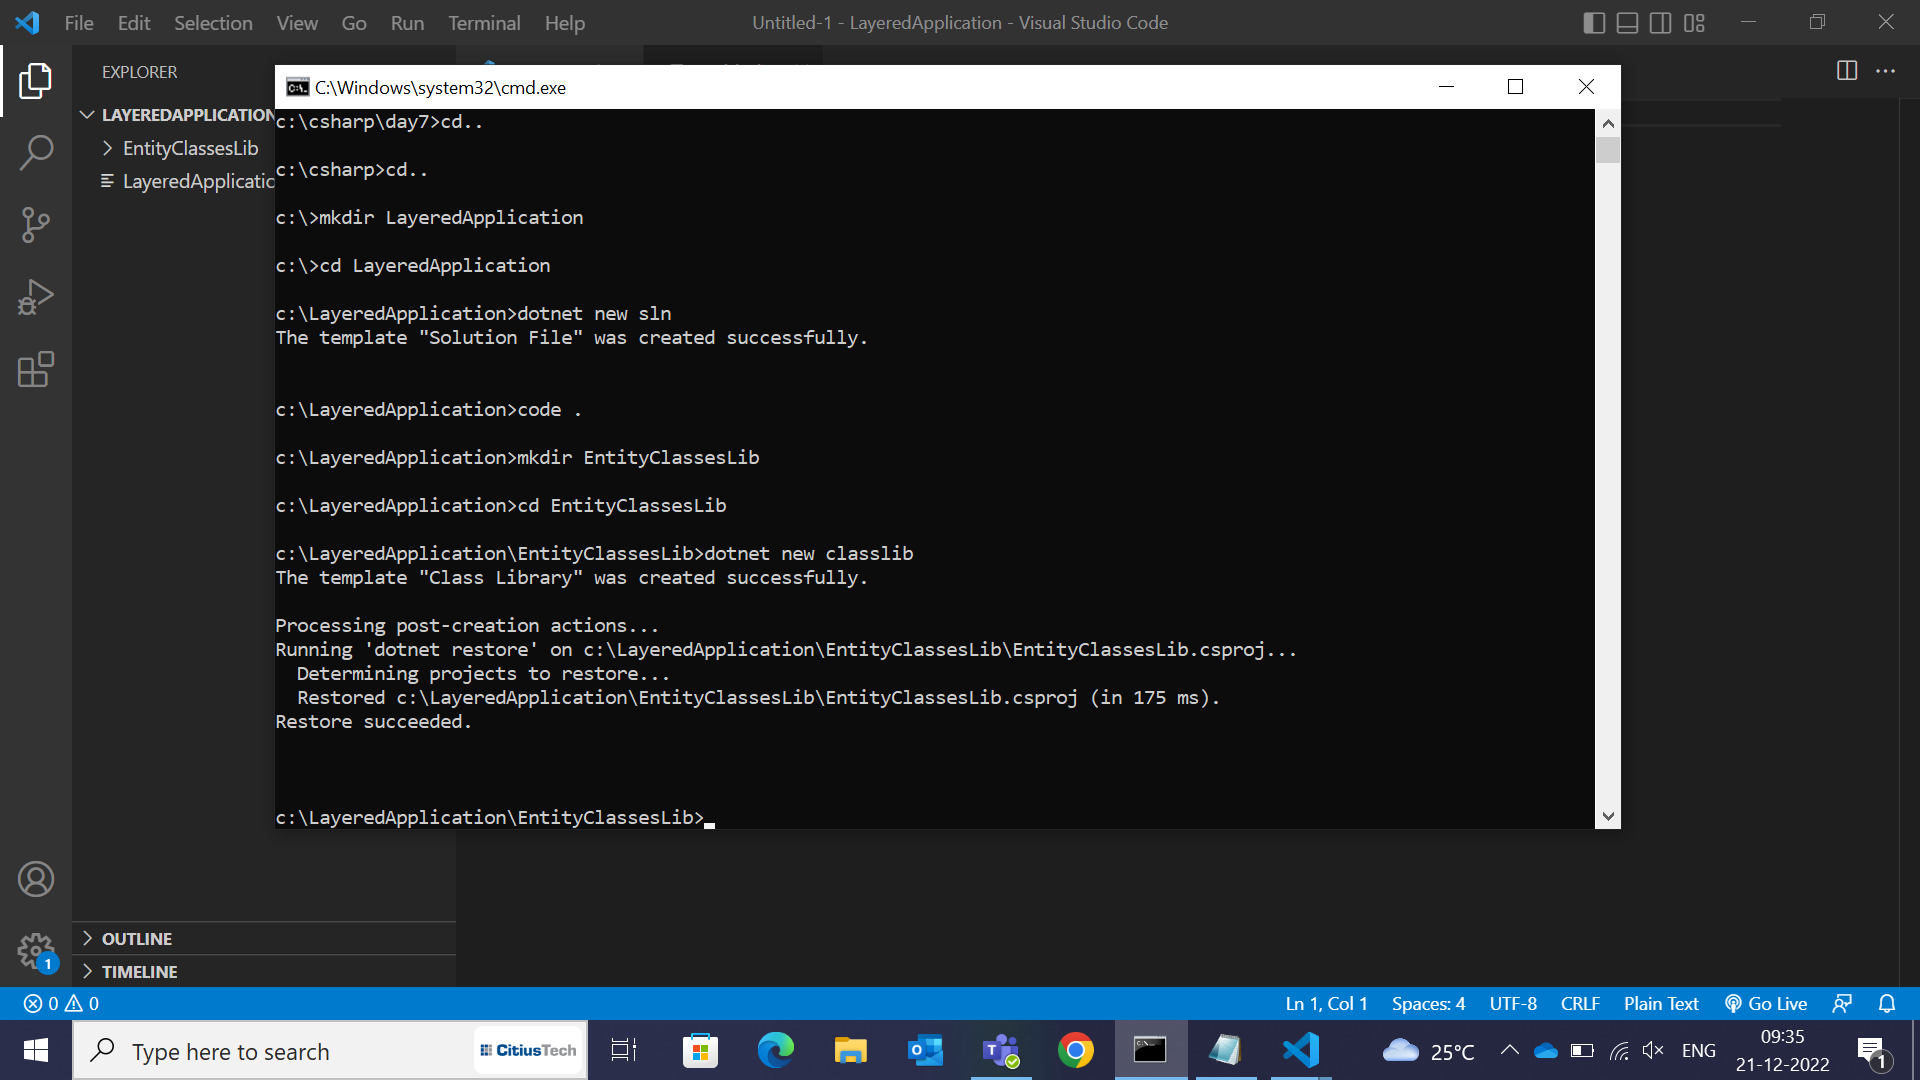 File Edit Selection View Go Run Terminal Help
Untitled-1 - LayeredApplication - Visual Studio Code
EXPLORER
LAYEREDAPPLICATION
EntityClassesLib
LayeredApplicatio
C:\Windows\system32\cmd.exe
c:\csharp\day7>cd..
c:\csharp>cd..
c:\>mkdir LayeredApplication
c:\>cd LayeredApplication
c:\LayeredApplication>dotnet new sln
The template "Solution File" was created successfully.
c:\LayeredApplication>code .
c:\LayeredApplication>mkdir EntityClassesLib
c:\LayeredApplication>cd EntityClassesLib
c:\LayeredApplication\EntityClassesLib>dotnet new classlib
The template "Class Library" was created successfully.
Processing post-creation actions...
Running 'dotnet restore' on c:\LayeredApplication\EntityClassesLib\EntityClassesLib.csproj...
Determining projects to restore...
Restored c:\LayeredApplication\EntityClassesLib\EntityClassesLib.csproj (in 175 ms).
Restore succeeded.
c:\LayeredApplication\EntityClassesLib>
OUTLINE
1
TIMELINE
0 0
Ln 1, Col 1 Spaces: 4 UTF-8 CRLF Plain Text Go Live
Type here to search
CitiusTech
25°C
ENG
09:35
21-12-2022
1